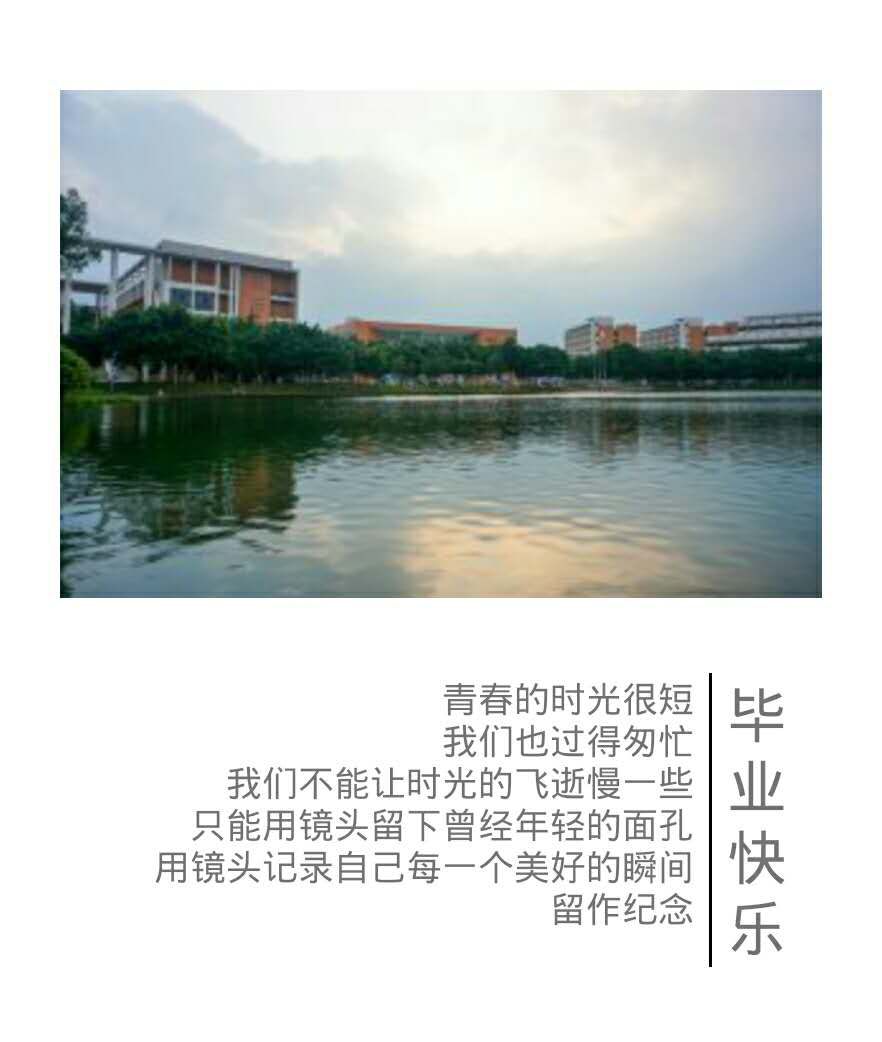 青春的时光很短
我们也过得匆忙
我们不能让时光的飞逝慢一些
只能用镜头留下曾经年轻的面孔
用镜头记录自己每一个美好的瞬间
留作纪念
毕业快乐